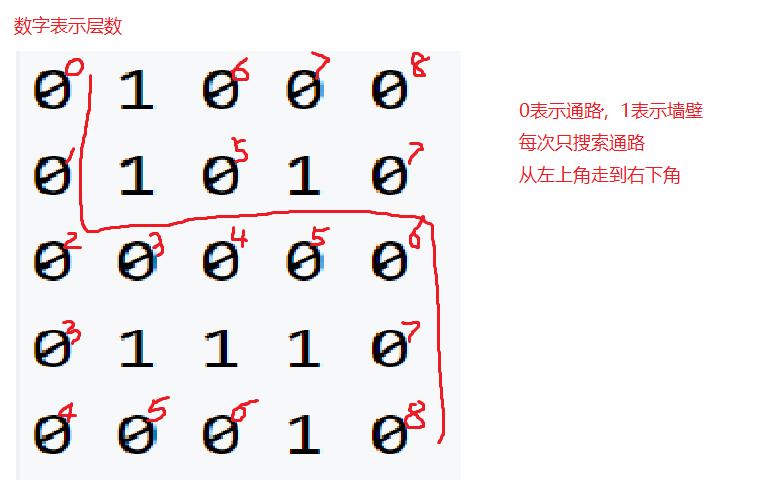 数字表示层数
0 0 1 0 6 0 7 0 8
0 1 1 0 5 1 0 7
0 2 0 3 0 4 0 5 0 6
0 3 1 1 1 0 7
0 4 0 5 0 6 1 0 8
0表示通路，1表示墙壁
每次只搜索通路
从左上角走到右下角